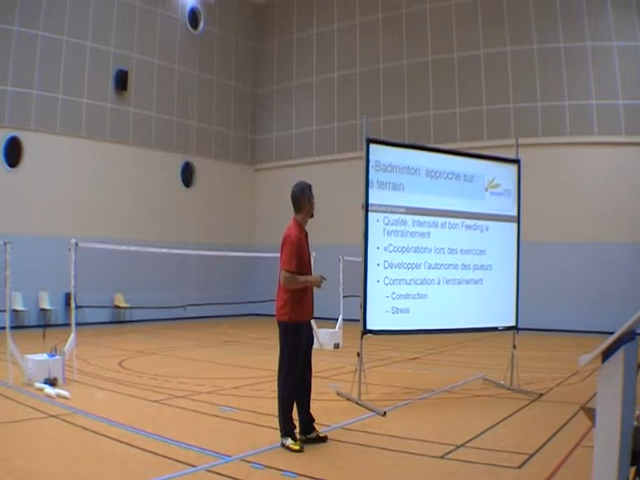 -Badminton: approche sur
le terrain
Qualité, Intensité et bon Feeding a
l'entraînement
«Coopération» lors des exercices
Développer l'autonomie des joueurs
Communication à l'entraînement
– Construction
– Stress